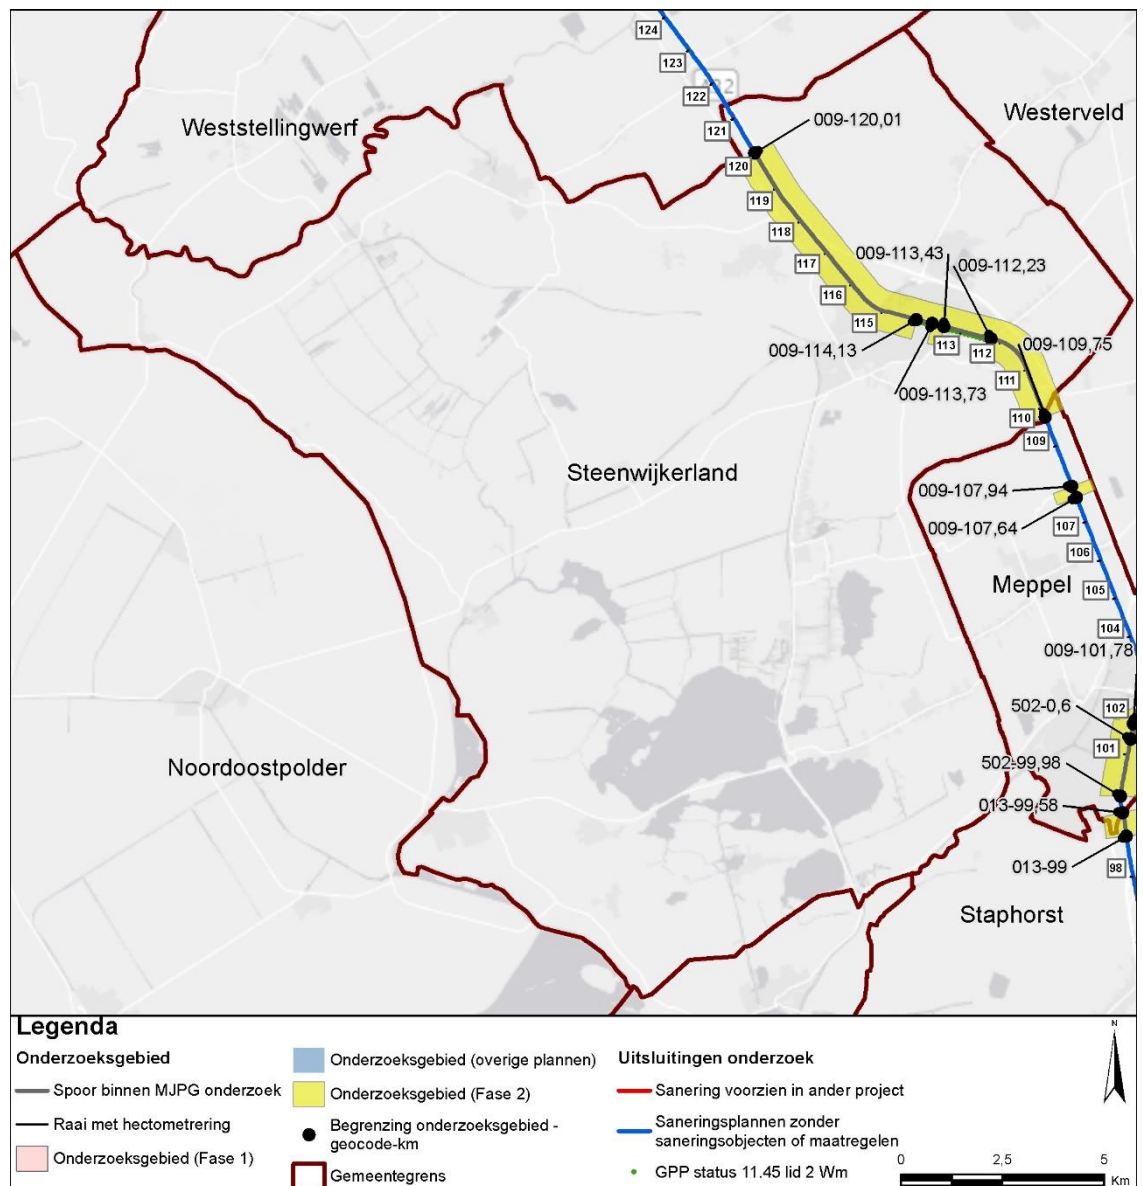 124
123
122
121
120
119
118
117
116
115
113
112
111
110
109
107
106
105
104
102
101
98
Weststellingwerf
Westerveld
009-120,01
009-113,43
009-112,23
009-114,13
009-113,73
009-109,75
Steenwijkerland
009-107,94
009-107,64
Meppel
009-101,78
502-0,6
502-99,98
013-99,58
013-99
Noordoostpolder
Staphorst
Legenda
Onderzoeksgebied
Spoor binnen MJPG onderzoek
Raai met hectometrering
Onderzoeksgebied (Fase 1)
Onderzoeksgebied (overige plannen)
Onderzoeksgebied (Fase 2)
Begrenzing onderzoeksgebied -
geocode-km
Gemeentegrens
Uitsluitingen onderzoek
Sanering voorzien in ander project
Saneringsplannen zonder
saneringsobjecten of maatregelen
GPP status 11.45 lid 2 Wm
N
0 2,5 5
Km